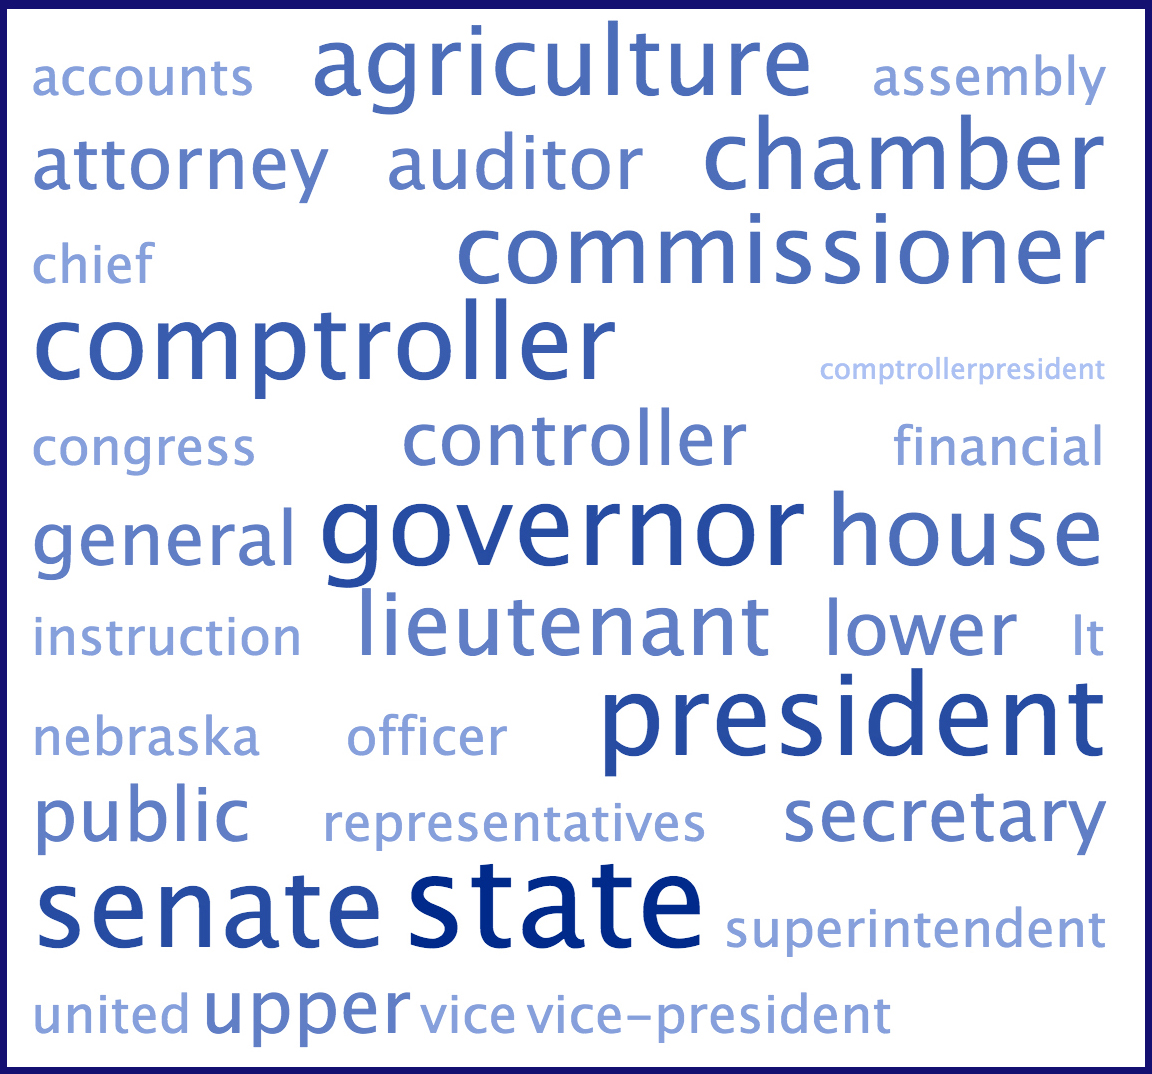 accounts agriculture assembly
attorney auditor chamber
chief commissioner
comptroller comptrollerpresident
congress controller financial
general governor house
instruction lieutenant lower lt
nebraska officer president
public representatives secretary
senate state superintendent
united upper vice vice-president